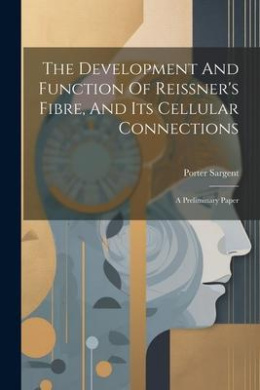 The Development And
Function Of Reissner's
Fibre, And Its Cellular
Connections
Porter Sargent
A Preliminary Paper